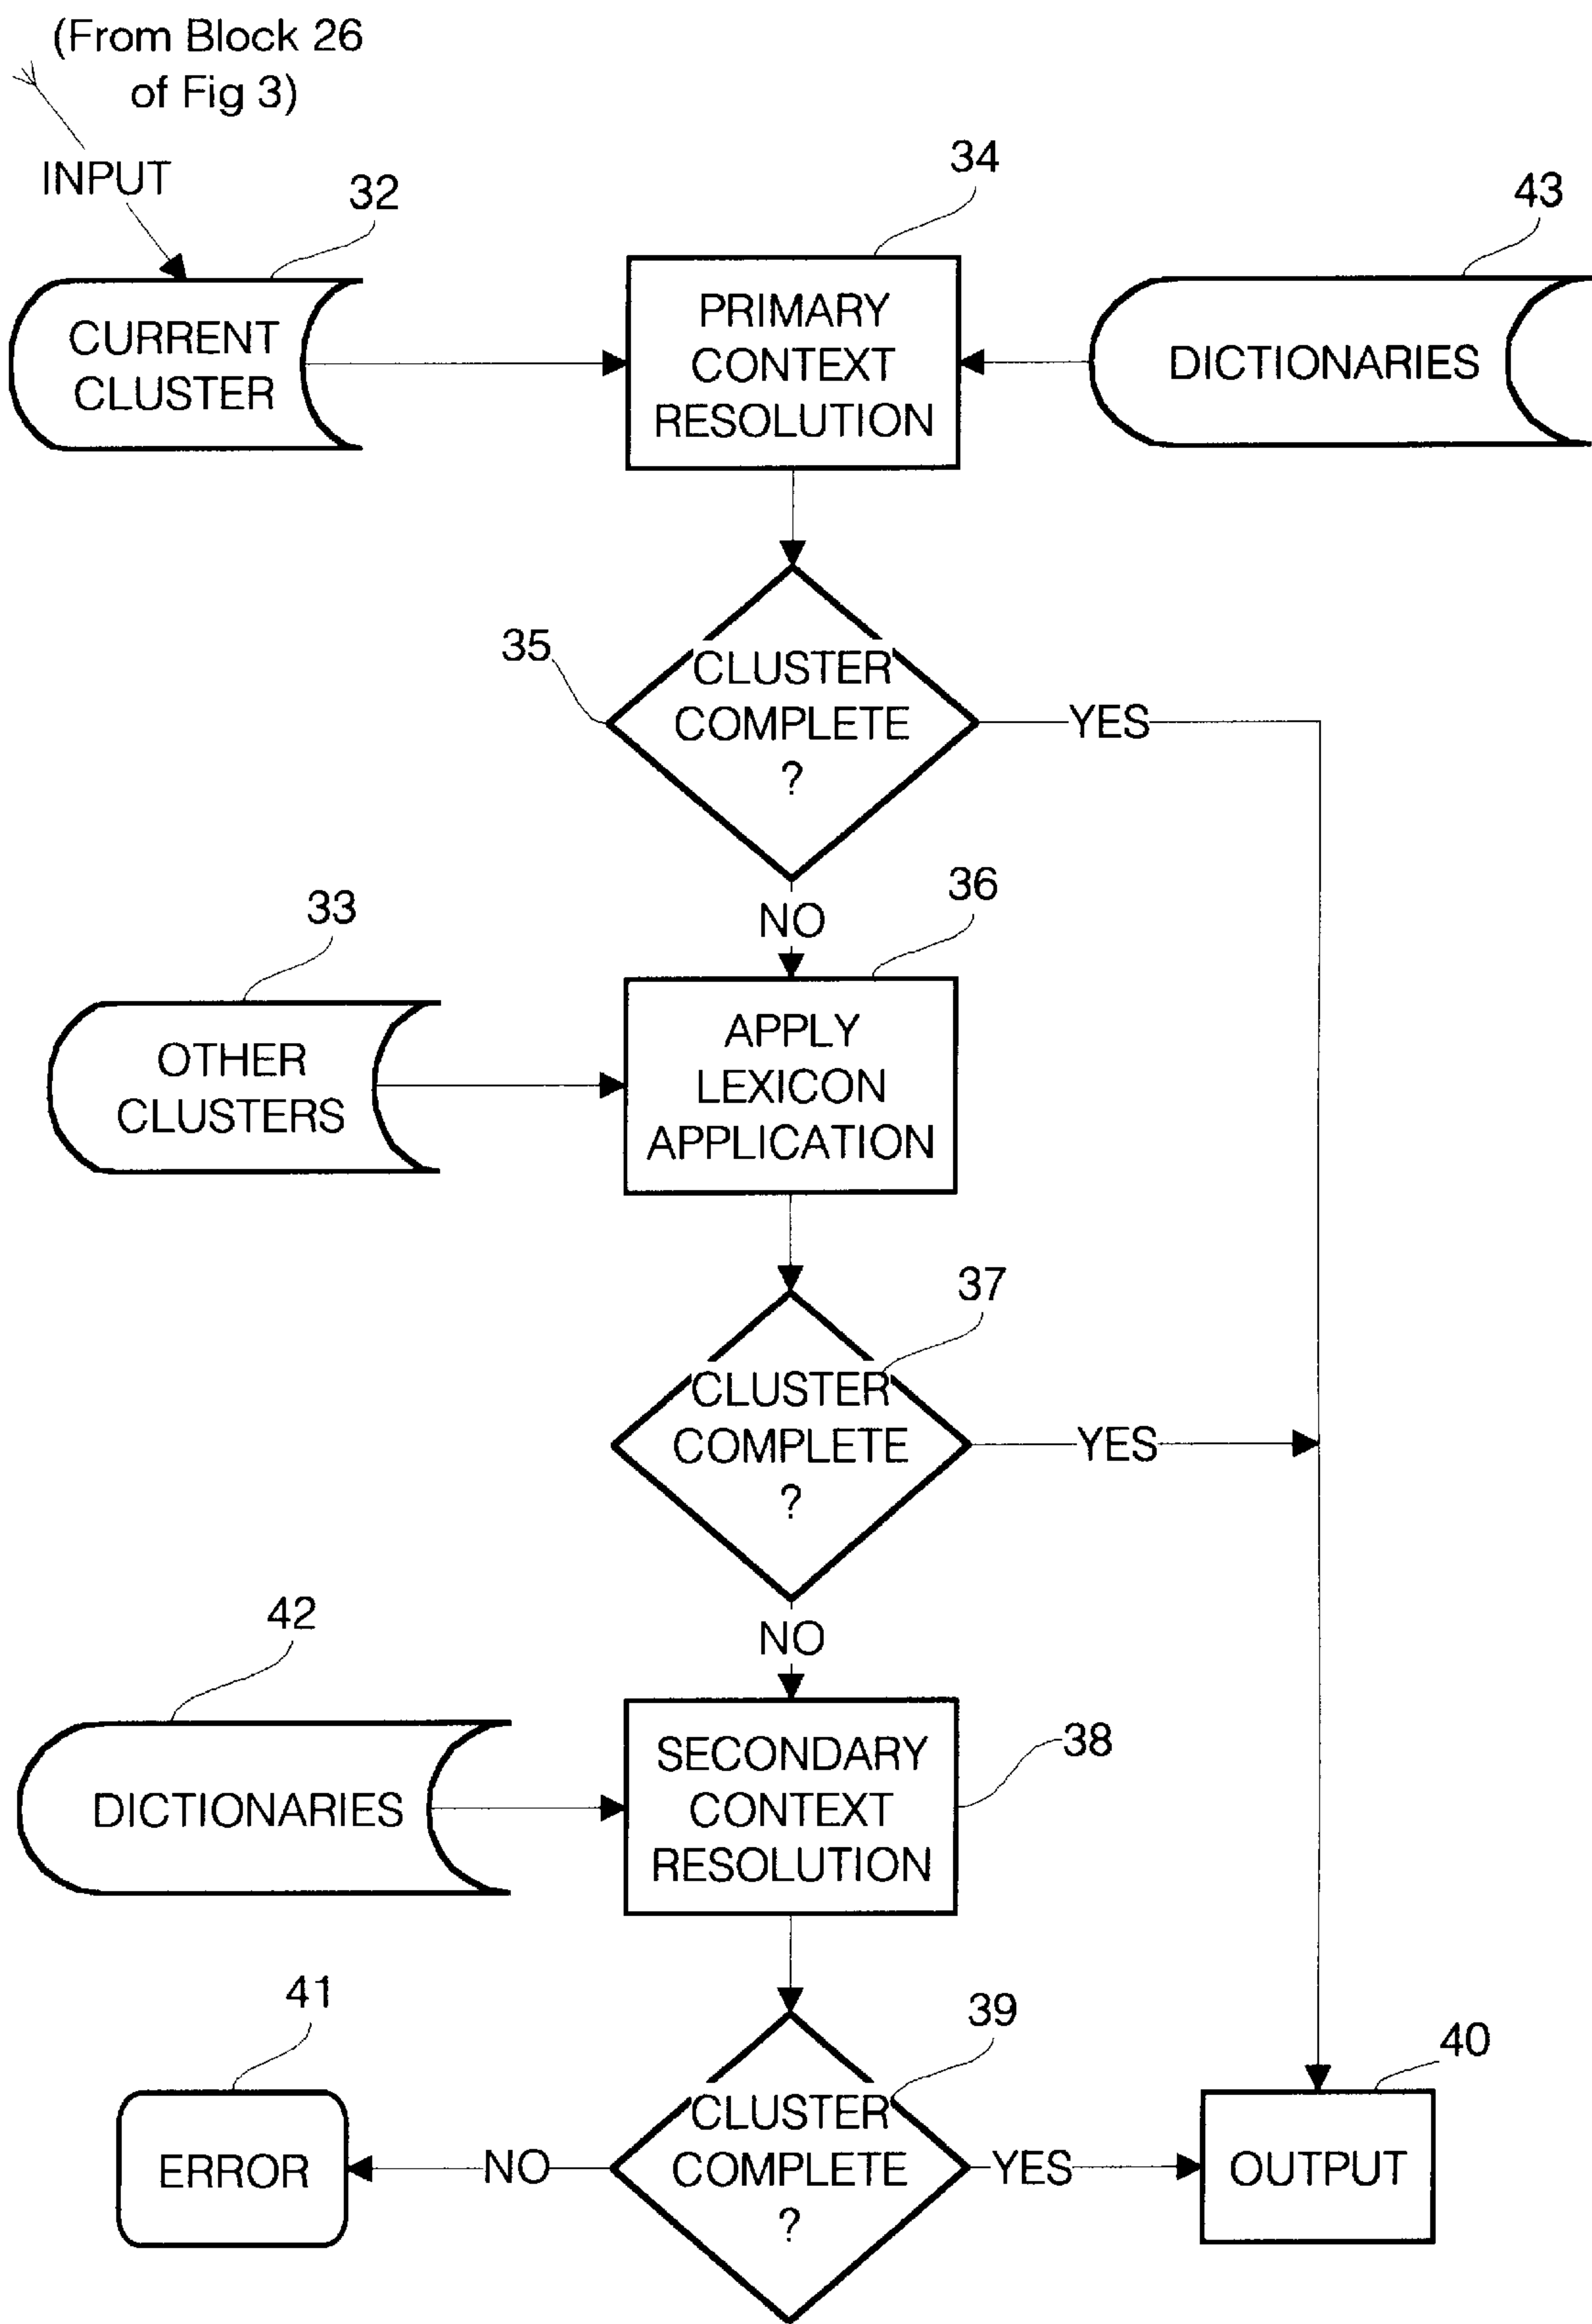 (From Block 26
of Fig 3)
INPUT
32
34
43
CURRENT
CLUSTER
PRIMARY
CONTEXT
RESOLUTION
DICTIONARIES
35
CLUSTER
COMPLETE
?
YES
NO
33
36
OTHER
CLUSTERS
APPLY
LEXICON
APPLICATION
37
CLUSTER
COMPLETE
?
YES
NO
42
DICTIONARIES
SECONDARY
CONTEXT
RESOLUTION
38
41
39
40
ERROR
NO
CLUSTER
COMPLETE
?
YES
OUTPUT